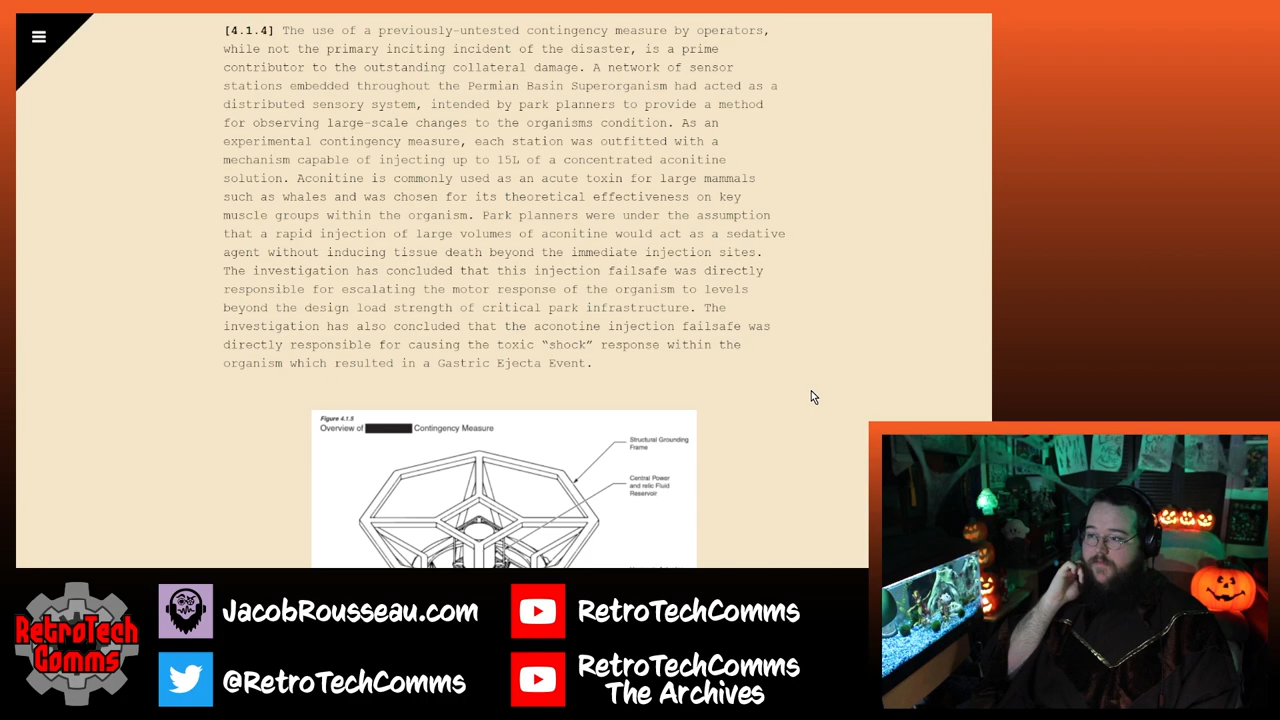 [4.1.4] The use of a previously-untested contingency measure by operators,
while not the primary inciting incident of the disaster, is a prime
contributor to the outstanding collateral damage. A network of sensor
stations embedded throughout the Permian Basin Superorganism had acted as a
distributed sensory system, intended by park planners to provide a method
for observing large-scale changes to the organisms condition. As an
experimental contingency measure, each station was outfitted with a
mechanism capable of injecting up to 15L of a concentrated aconitine
solution. Aconitine is commonly used as an acute toxin for large mammals
such as whales and was chosen for its theoretical effectiveness on key
muscle groups within the organism. Park planners were under the assumption
that a rapid injection of large volumes of aconitine would act as a sedative
agent without inducing tissue death beyond the immediate injection sites.
The investigation has concluded that this injection failsafe was directly
responsible for escalating the motor response of the organism to levels
beyond the design load strength of critical park infrastructure. The
investigation has also concluded that the aconotine injection failsafe was
directly responsible for causing the toxic “shock” response within the
organism which resulted in a Gastric Ejecta Event.
Figure 4.1.5
Overview of Contingency Measure
Structural Grounding
Frame
Central Power
and relic Fluid
Reservoir
RetroTech
Comms
JacobRousseau.com
@RetroTechComms
RetroTechComms
RetroTechComms
The Archives